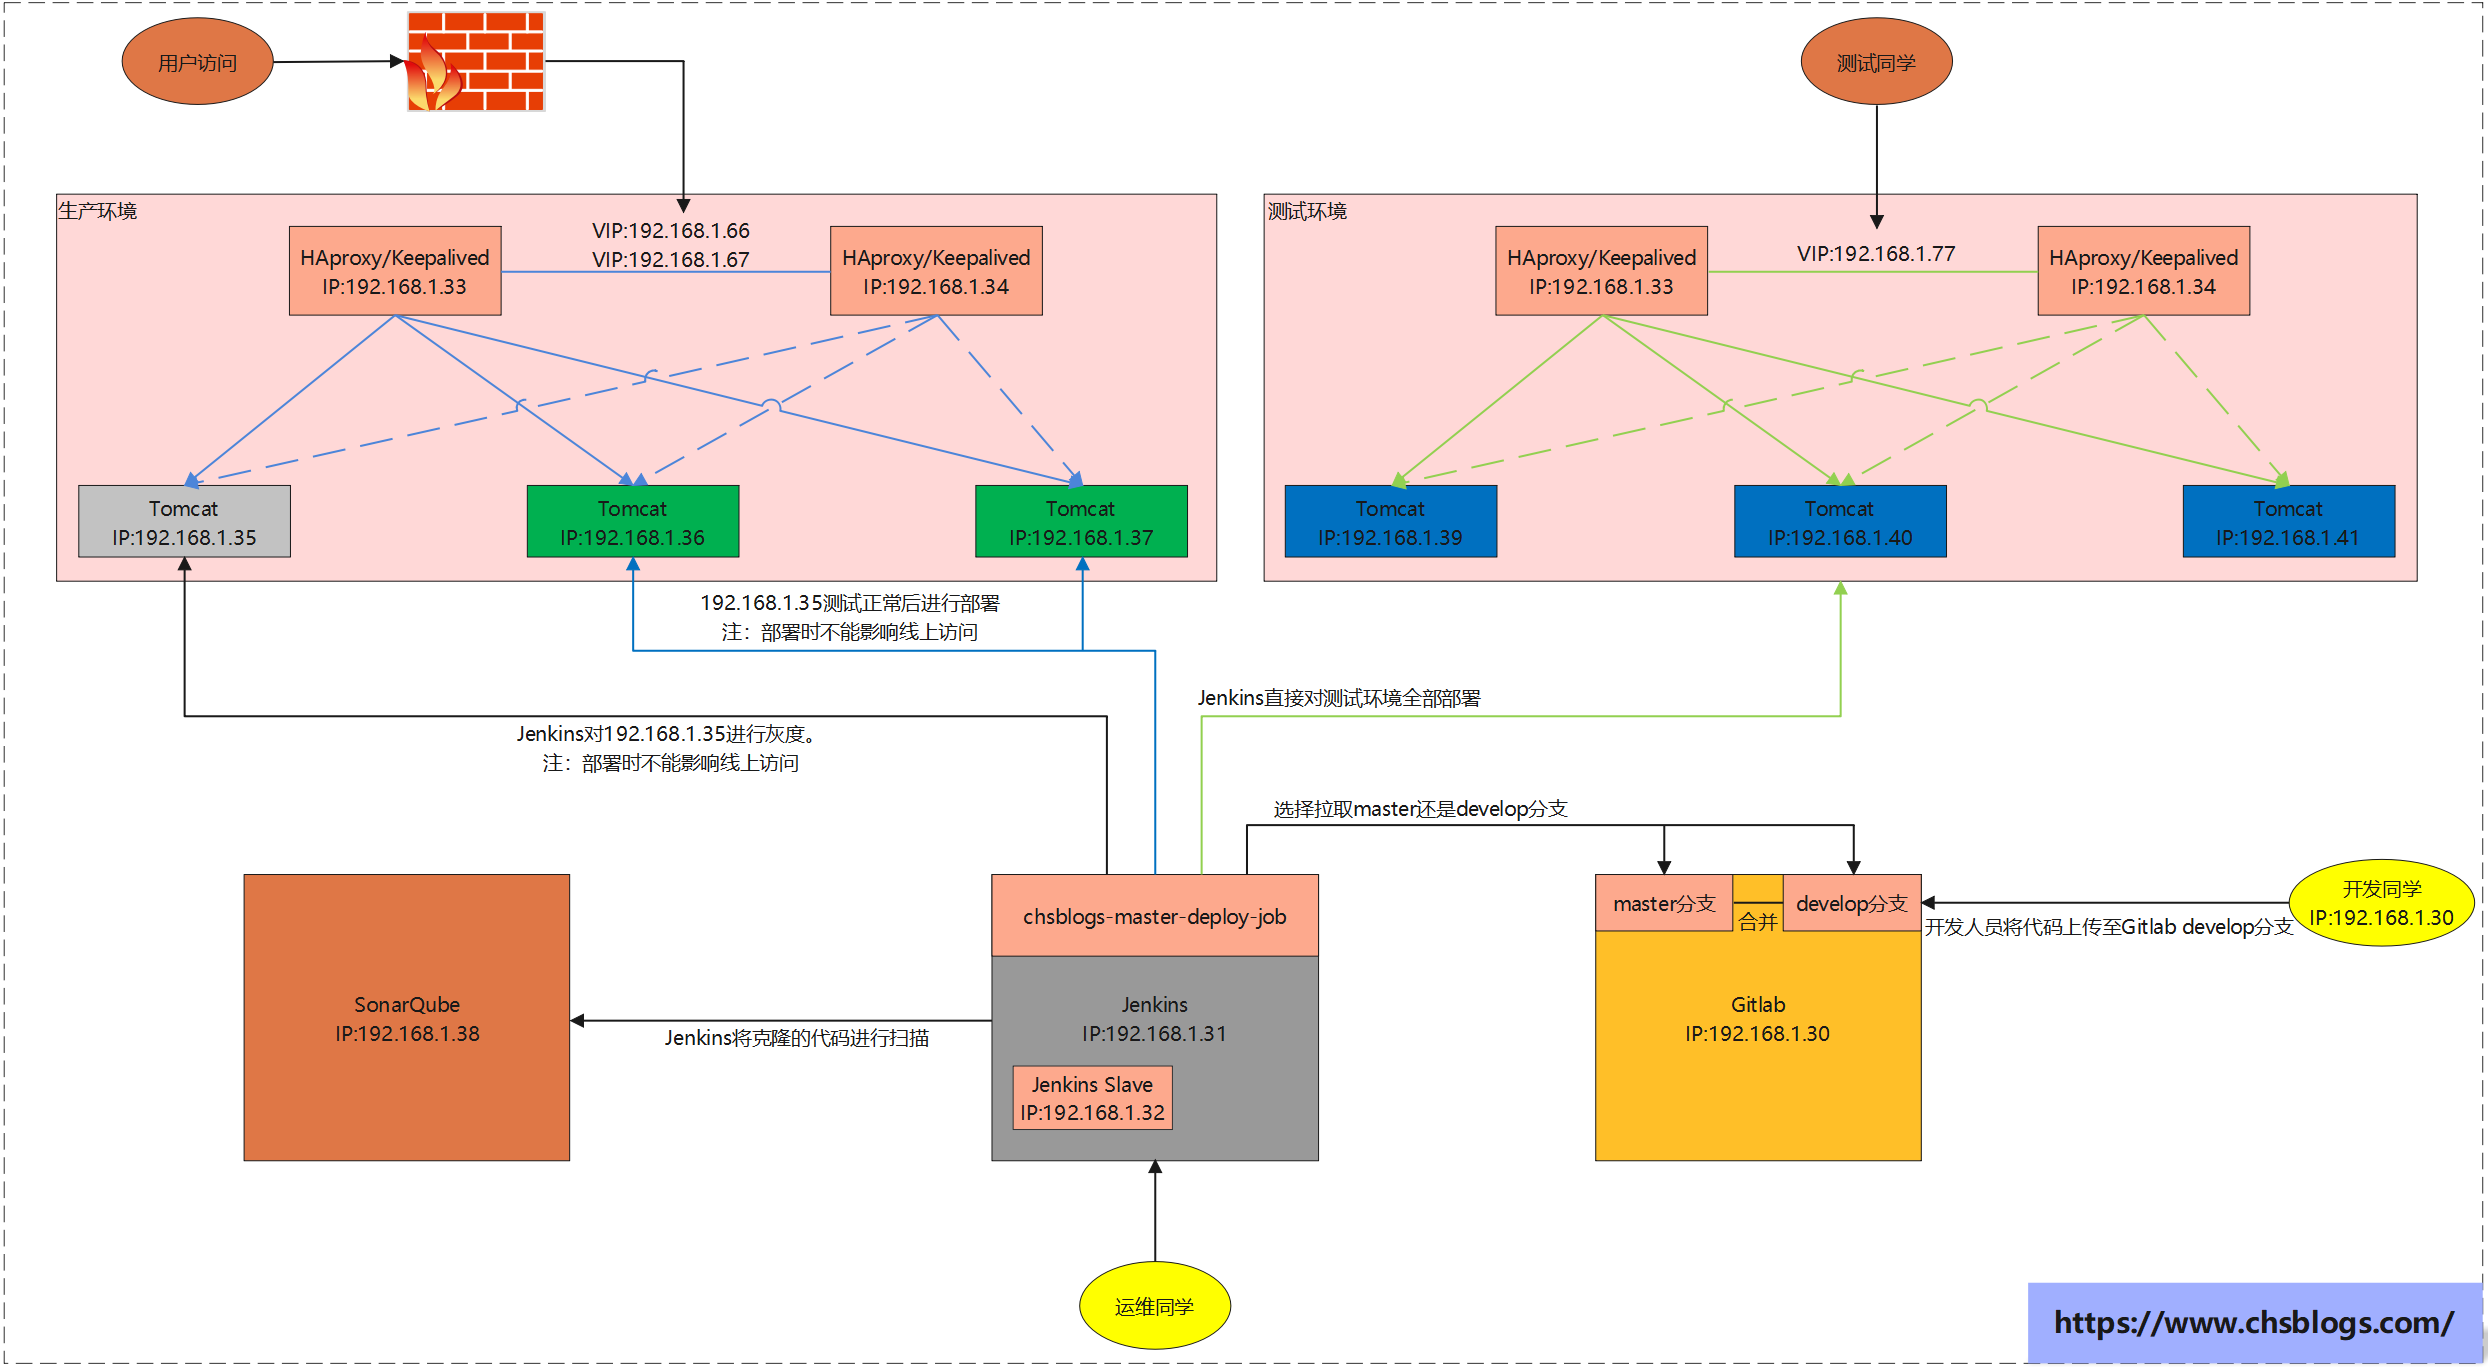 用户访问
测试同学
生产环境
VIP:192.168.1.66
VIP:192.168.1.67
HAproxy/Keepalived
IP:192.168.1.33
HAproxy/Keepalived
IP:192.168.1.34
Tomcat
IP:192.168.1.35
Tomcat
IP:192.168.1.36
Tomcat
IP:192.168.1.37
测试环境
VIP:192.168.1.77
HAproxy/Keepalived
IP:192.168.1.33
HAproxy/Keepalived
IP:192.168.1.34
Tomcat
IP:192.168.1.39
Tomcat
IP:192.168.1.40
Tomcat
IP:192.168.1.41
192.168.1.35测试正常后进行部署
注：部署时不能影响线上访问
Jenkins直接对测试环境全部部署
Jenkins对192.168.1.35进行灰度。
注：部署时不能影响线上访问
选择拉取master还是develop分支
SonarQube
IP:192.168.1.38
Jenkins将克隆的代码进行扫描
chsblogs-master-deploy-job
Jenkins
IP:192.168.1.31
Jenkins Slave
IP:192.168.1.32
master分支
合并
develop分支
Gitlab
IP:192.168.1.30
开发同学
IP:192.168.1.30
开发人员将代码上传至Gitlab develop分支
运维同学
https://www.chsblogs.com/